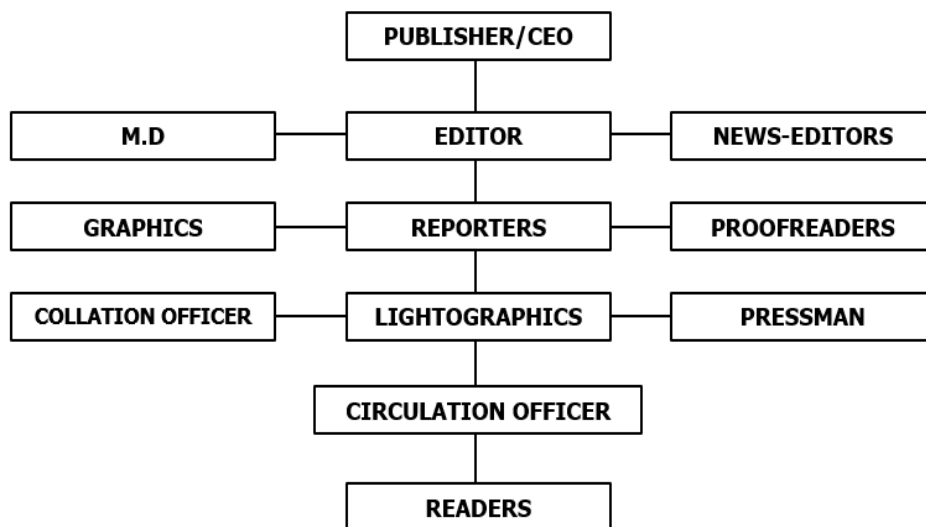 PUBLISHER/CEO
M.D
EDITOR
NEWS-EDITORS
GRAPHICS
REPORTERS
PROOFREADERS
COLLATION OFFICER
LIGHTOGRAPHICS
PRESSMAN
CIRCULATION OFFICER
READERS